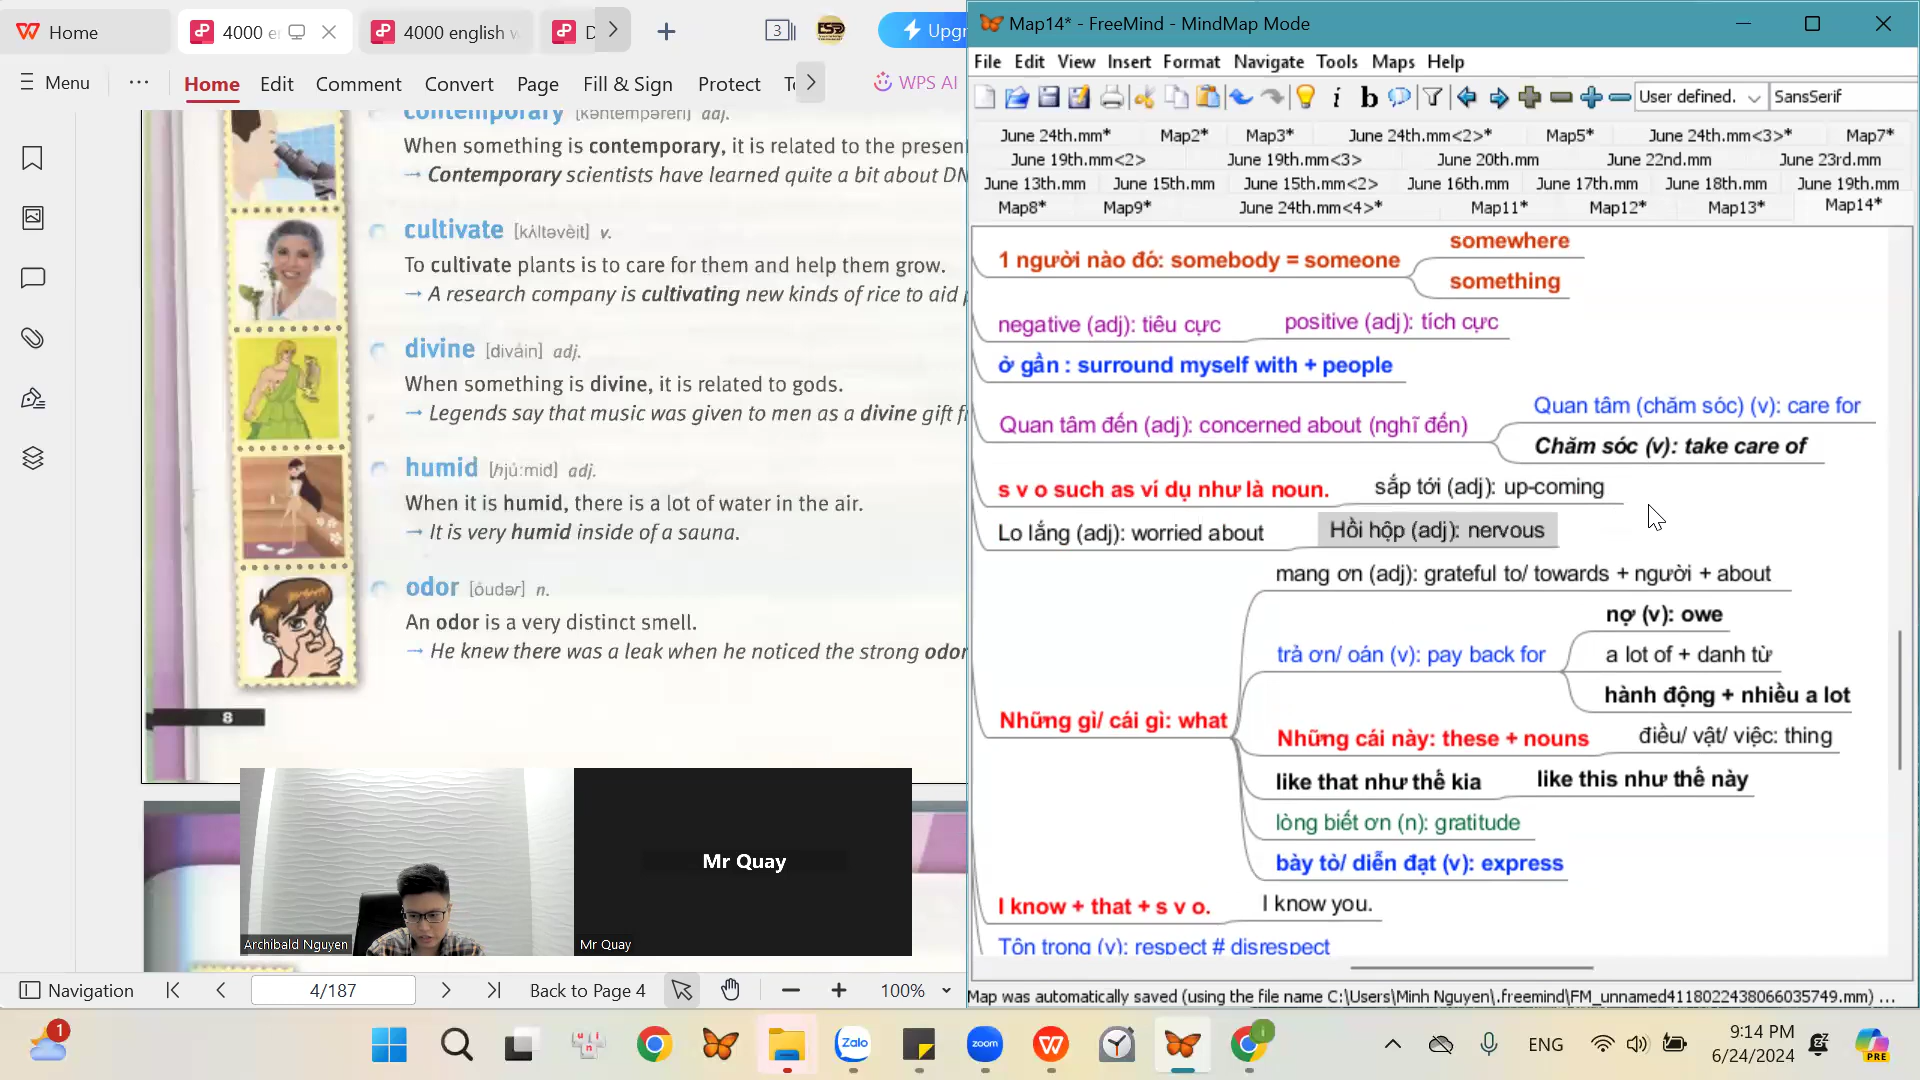 Home
4000 e
4000 english w
D
3
Upgr
Menu
Home
Edit
Comment
Convert
Page
Fill & Sign
Protect
WPS AI
contemporary [kəntempəreri] adj.
When something is contemporary, it is related to the presen
→ Contemporary scientists have learned quite a bit about DN
cultivate [kʌ́ltəvèit] v.
To cultivate plants is to care for them and help them grow.
→ A research company is cultivating new kinds of rice to aid p
divine [diváin] adj.
When something is divine, it is related to gods.
→ Legends say that music was given to men as a divine gift f
humid [hjú:mid] adj.
When it is humid, there is a lot of water in the air.
→ It is very humid inside of a sauna.
odor [óudər] n.
An odor is a very distinct smell.
→ He knew there was a leak when he noticed the strong odor
8
Mr Quay
Archibald Nguyen
Mr Quay
Navigation
4/187
Back to Page 4
100%
Map14* - FreeMind - MindMap Mode
File Edit View Insert Format Navigate Tools Maps Help
User defined.
SansSerif
June 24th.mm* Map2* Map3* June 24th.mm<2>* Map5* June 24th.mm<3>* Map7*
June 19th.mm<2> June 19th.mm<3> June 20th.mm June 22nd.mm June 23rd.mm
June 13th.mm June 15th.mm June 15th.mm<2> June 16th.mm June 17th.mm June 18th.mm June 19th.mm
Map8* Map9* June 24th.mm<4>* Map11* Map12* Map13* Map14*
1 người nào đó: somebody = someone
somewhere
something
negative (adj): tiêu cực
positive (adj): tích cực
ở gần : surround myself with + people
Quan tâm đến (adj): concerned about (nghĩ đến)
Quan tâm (chăm sóc) (v): care for
Chăm sóc (v): take care of
s v o such as ví dụ như là noun.
sắp tới (adj): up-coming
Lo lắng (adj): worried about
Hồi hộp (adj): nervous
Những gì/ cái gì: what
mang ơn (adj): grateful to/ towards + người + about
trả ơn/ oán (v): pay back for
nợ (v): owe
a lot of + danh từ
hành động + nhiều a lot
Những cái này: these + nouns
điều/ vật/ việc: thing
like that như thế kia
like this như thế này
lòng biết ơn (n): gratitude
bày tỏ/ diễn đạt (v): express
I know + that + s v o.
I know you.
Tôn trọng (v): respect # disrespect
Map was automatically saved (using the file name C:\Users\Minh Nguyen\.freemind\FM_unnamed4118022438066035749.mm) ...
1
Zalo
zoom
ENG
9:14 PM
6/24/2024
PRE